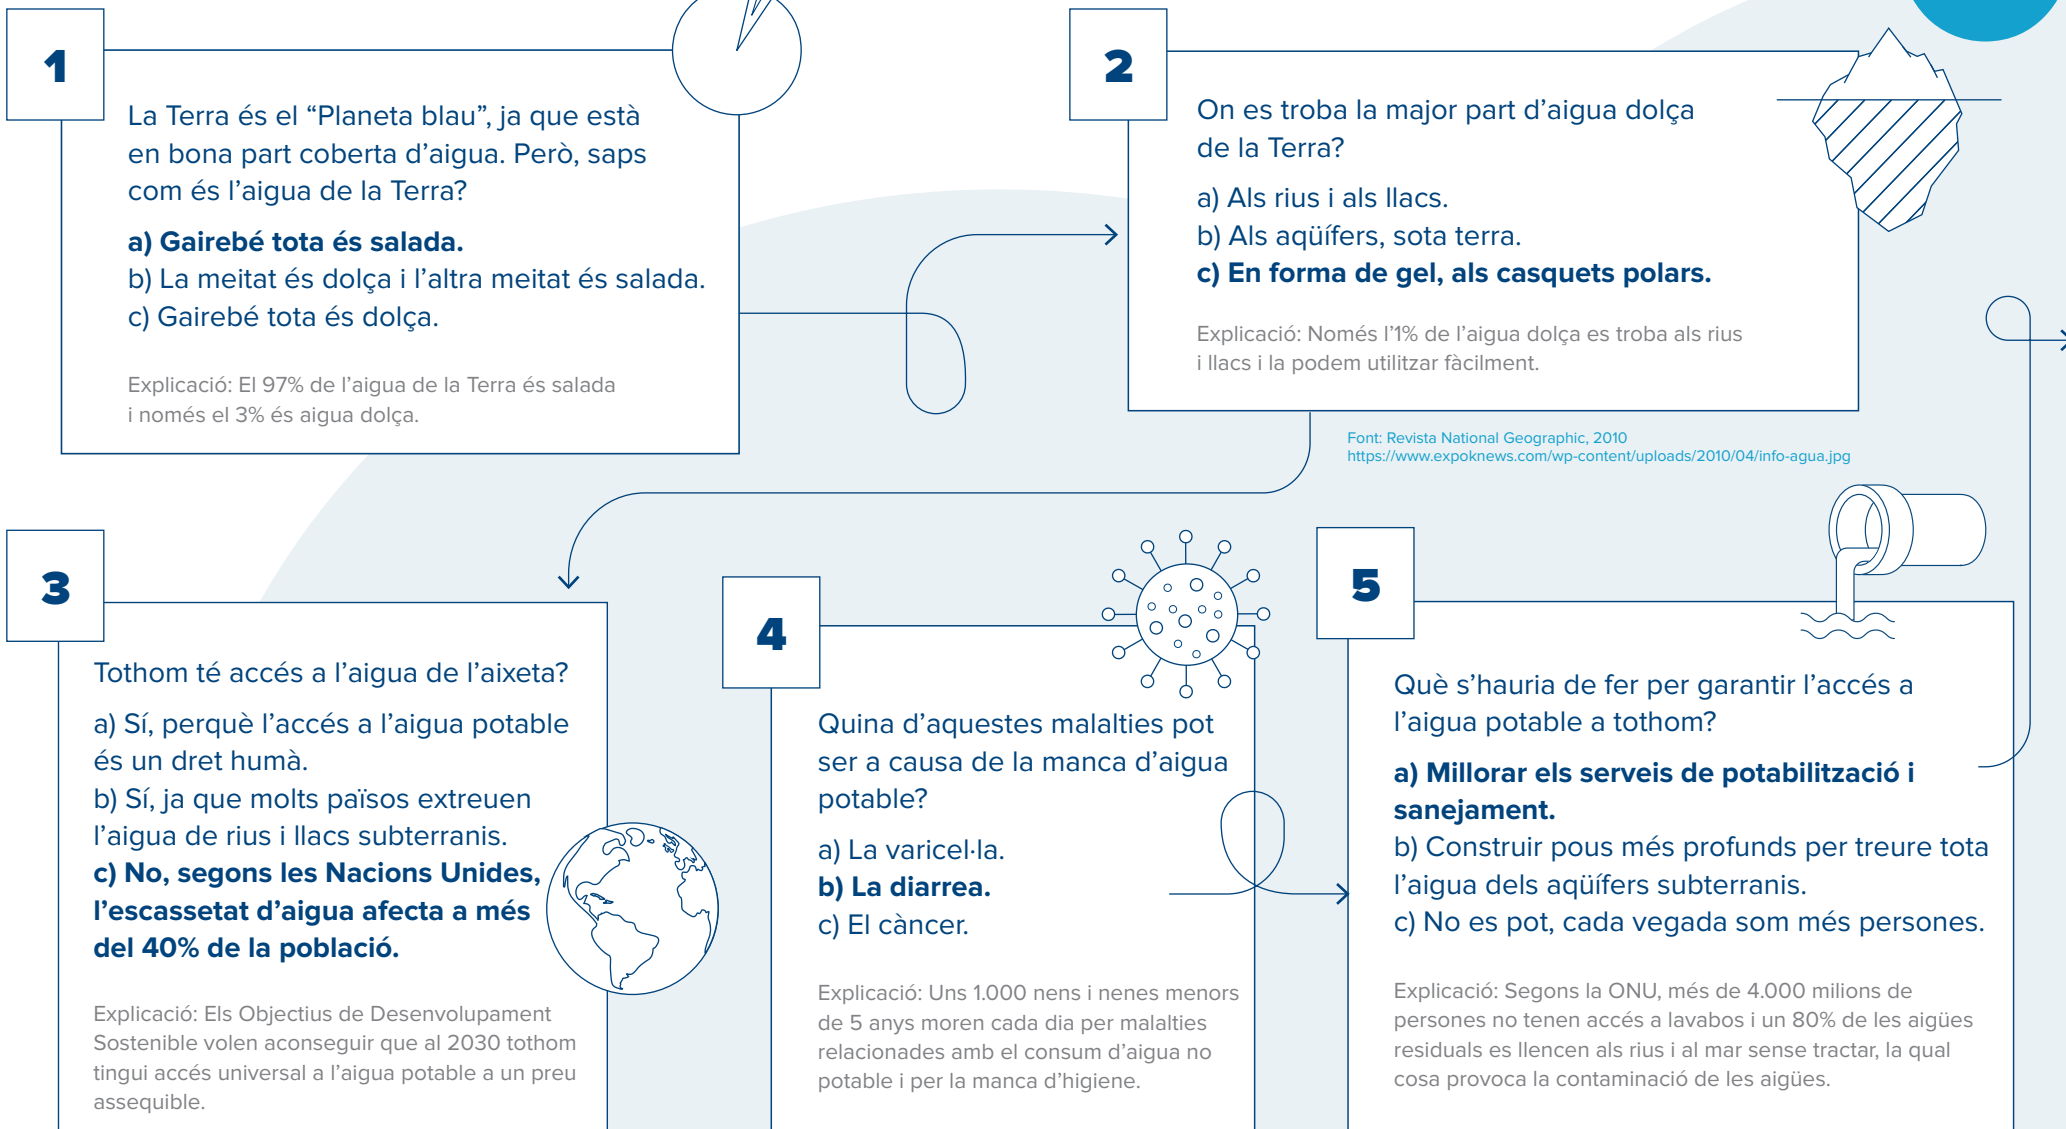 1
La Terra és el “Planeta blau”, ja que està
en bona part coberta d’aigua. Però, saps
com és l’aigua de la Terra?
a) Gairebé tota és salada.
b) La meitat és dolça i l’altra meitat és salada.
c) Gairebé tota és dolça.
Explicació: El 97% de l’aigua de la Terra és salada
i només el 3% és aigua dolça.
2
On es troba la major part d’aigua dolça
de la Terra?
a) Als rius i als llacs.
b) Als aqüífers, sota terra.
c) En forma de gel, als casquets polars.
Explicació: Només l’1% de l’aigua dolça es troba als rius
i llacs i la podem utilitzar fàcilment.
Font: Revista National Geographic, 2010
https://www.expoknews.com/wp-content/uploads/2010/04/info-agua.jpg
3
Tothom té accés a l’aigua de l’aixeta?
a) Sí, perquè l’accés a l’aigua potable
és un dret humà.
b) Sí, ja que molts països extreuen
l’aigua de rius i llacs subterranis.
c) No, segons les Nacions Unides,
l’escassetat d’aigua afecta a més
del 40% de la població.
Explicació: Els Objectius de Desenvolupament
Sostenible volen aconseguir que al 2030 tothom
tingui accés universal a l’aigua potable a un preu
assequible.
4
Quina d’aquestes malalties pot
ser a causa de la manca d’aigua
potable?
a) La varicel·la.
b) La diarrea.
c) El càncer.
Explicació: Uns 1.000 nens i nenes menors
de 5 anys moren cada dia per malalties
relacionades amb el consum d’aigua no
potable i per la manca d’higiene.
5
Què s’hauria de fer per garantir l’accés a
l’aigua potable a tothom?
a) Millorar els serveis de potabilització i
sanejament.
b) Construir pous més profunds per treure tota
l’aigua dels aqüífers subterranis.
c) No es pot, cada vegada som més persones.
Explicació: Segons la ONU, més de 4.000 milions de
persones no tenen accés a lavabos i un 80% de les aigües
residuals es llencen als rius i al mar sense tractar, la qual
cosa provoca la contaminació de les aigües.